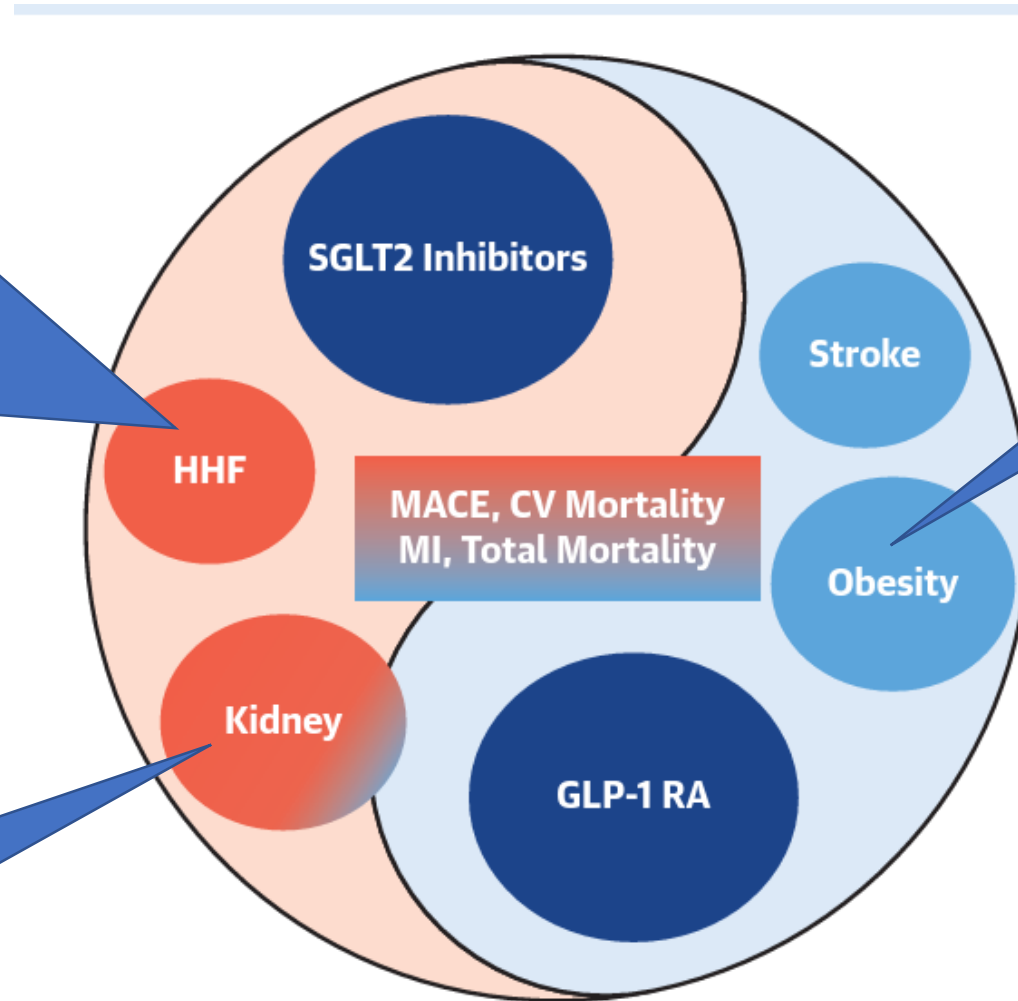 SGLT2 Inhibitors
Stroke
HHF
MACE, CV Mortality
MI, Total Mortality
Obesity
Kidney
GLP-1 RA